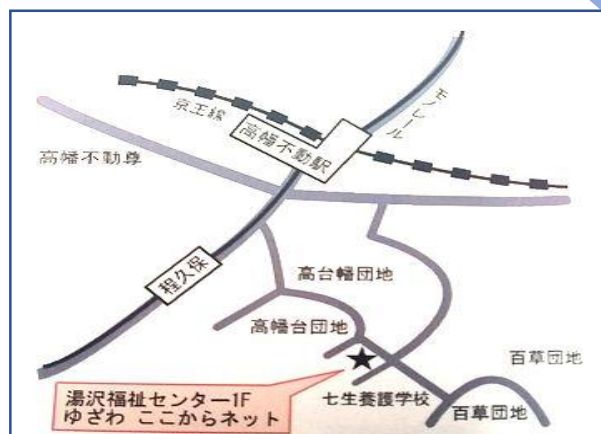 モノレール
京王線
高幡不動駅
高幡不動尊
程久保
高台幡団地
高幡台団地
百草団地
七生養護学校
百草団地
湯沢福祉センター1F
ゆざわ ここからネット